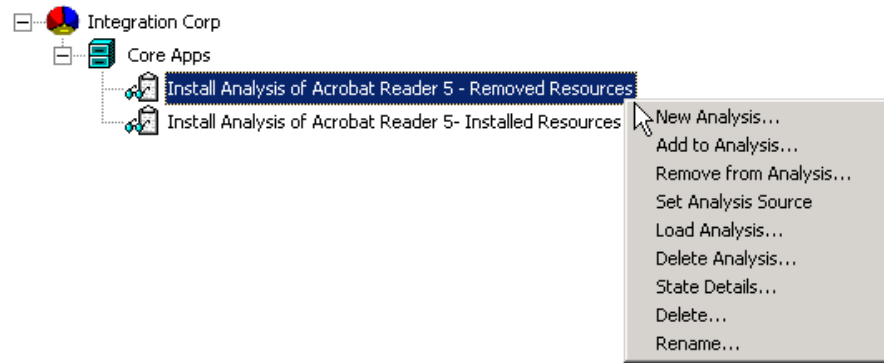 Integration Corp
Core Apps
Install Analysis of Acrobat Reader 5 - Removed Resources
Install Analysis of Acrobat Reader 5- Installed Resources
New Analysis...
Add to Analysis...
Remove from Analysis...
Set Analysis Source
Load Analysis...
Delete Analysis...
State Details...
Delete...
Rename...